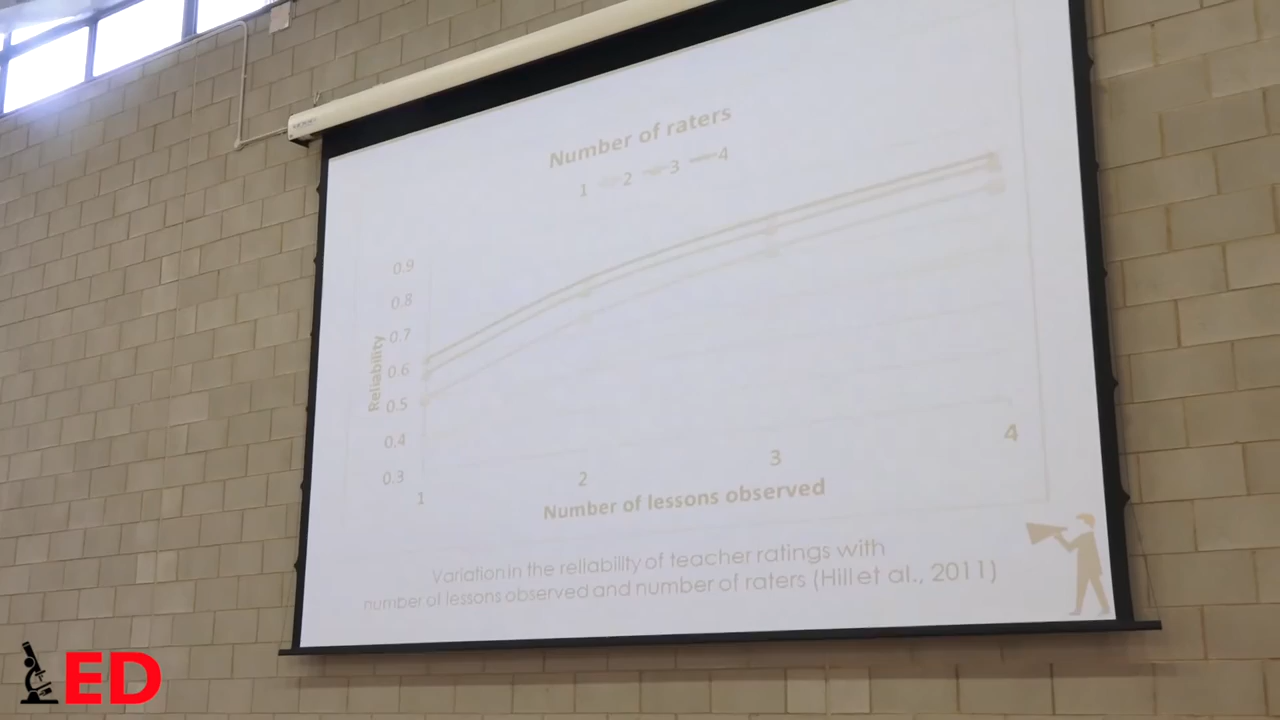 Number of raters
1 2 3 4
0.9
0.8
0.7
0.6
0.5
0.4
0.3
Reliability
1 2 3 4
Number of lessons observed
Variation in the reliability of teacher ratings with
number of lessons observed and number of raters (Hill et al., 2011)
ED